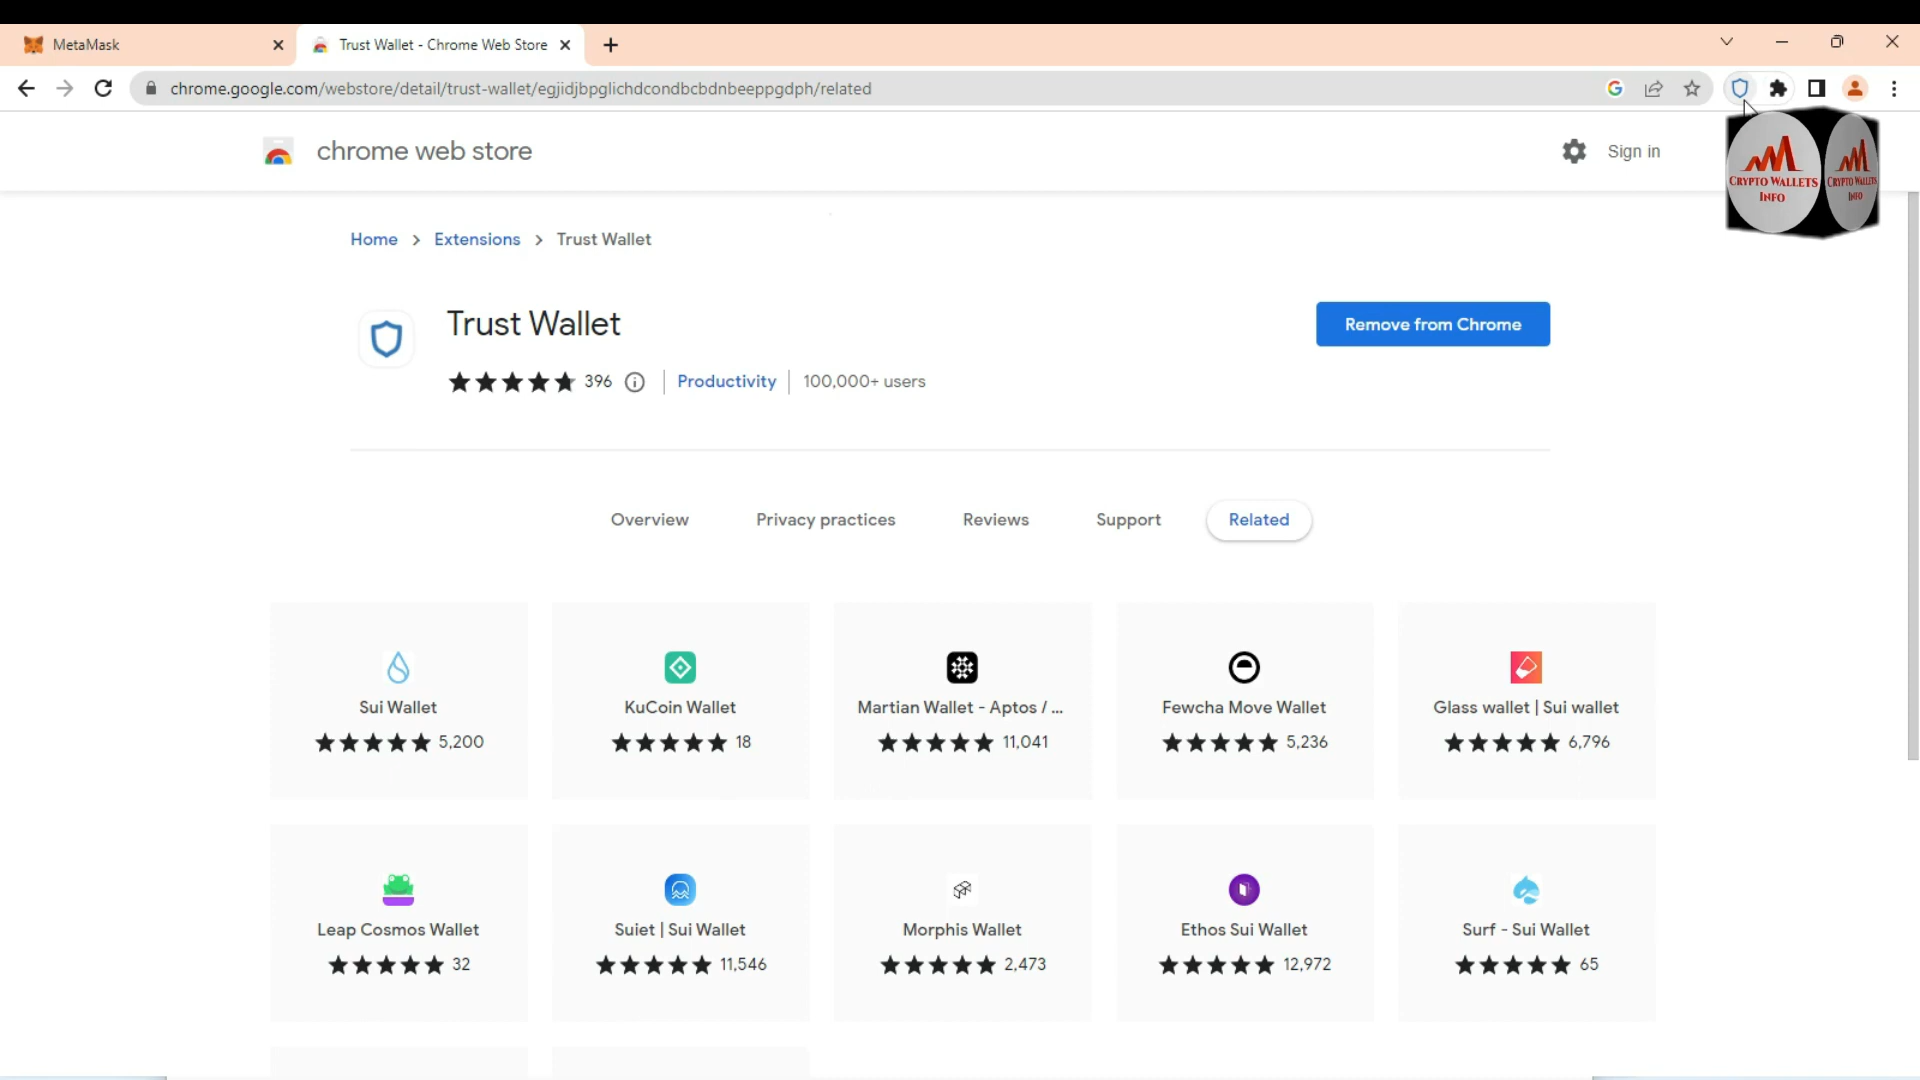 MetaMask
Trust Wallet - Chrome Web Store
chrome.google.com/webstore/detail/trust-wallet/egjidjbpglichdcondbcbdnbeeppgdph/related
chrome web store
Sign in
CRYPTO WALLETS
INFO
CRYPTO WALLETS
INFO
Home > Extensions > Trust Wallet
Trust Wallet
Remove from Chrome
396 Productivity 100,000+ users
Overview Privacy practices Reviews Support Related
Sui Wallet
5,200
KuCoin Wallet
18
Martian Wallet - Aptos / ...
11,041
Fewcha Move Wallet
5,236
Glass wallet | Sui wallet
6,796
Leap Cosmos Wallet
32
Suiet | Sui Wallet
11,546
Morphis Wallet
2,473
Ethos Sui Wallet
12,972
Surf - Sui Wallet
65